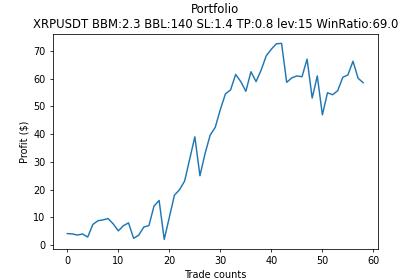 Portfolio
XRPUSDT BBM:2.3 BBL:140 SL:1.4 TP:0.8 lev:15 WinRatio:69.0
70
60
50
40
30
20
10
0
Profit ($)
0 10 20 30 40 50 60
Trade counts